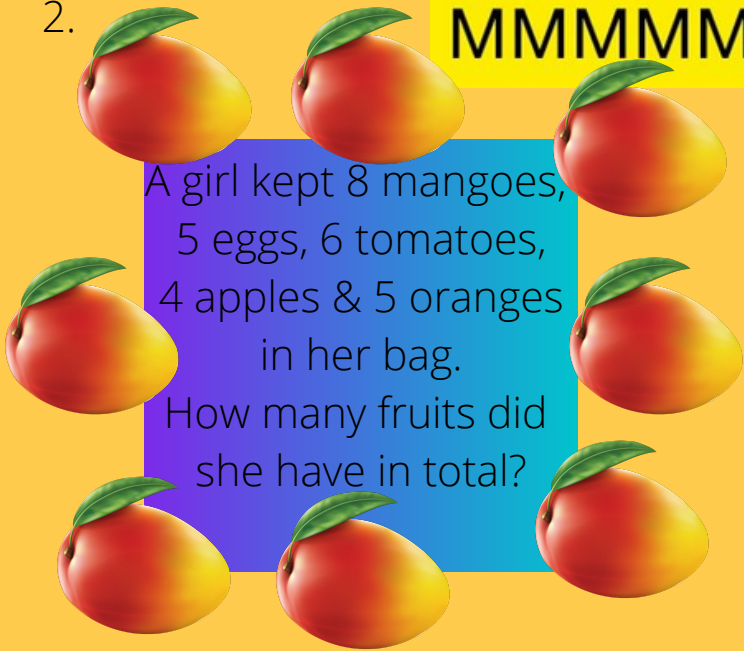 2.
MMMMM
A girl kept 8 mangoes,
5 eggs, 6 tomatoes,
4 apples & 5 oranges
in her bag.
How many fruits did
she have in total?